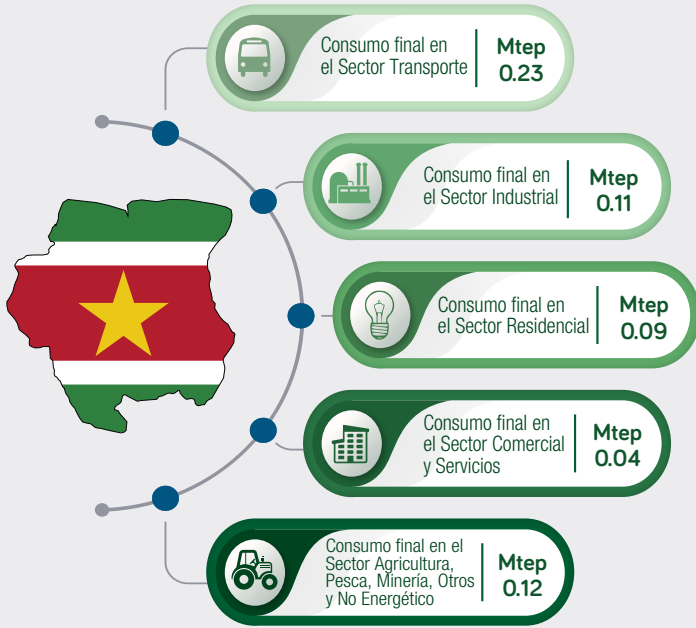 Consumo final en
el Sector Transporte
Mtep
0.23
Consumo final en
el Sector Industrial
Mtep
0.11
Consumo final en
el Sector Residencial
Mtep
0.09
Consumo final en
el Sector Comercial
y Servicios
Mtep
0.04
Consumo final en el
Sector Agricultura,
Pesca, Minería, Otros
y No Energético
Mtep
0.12